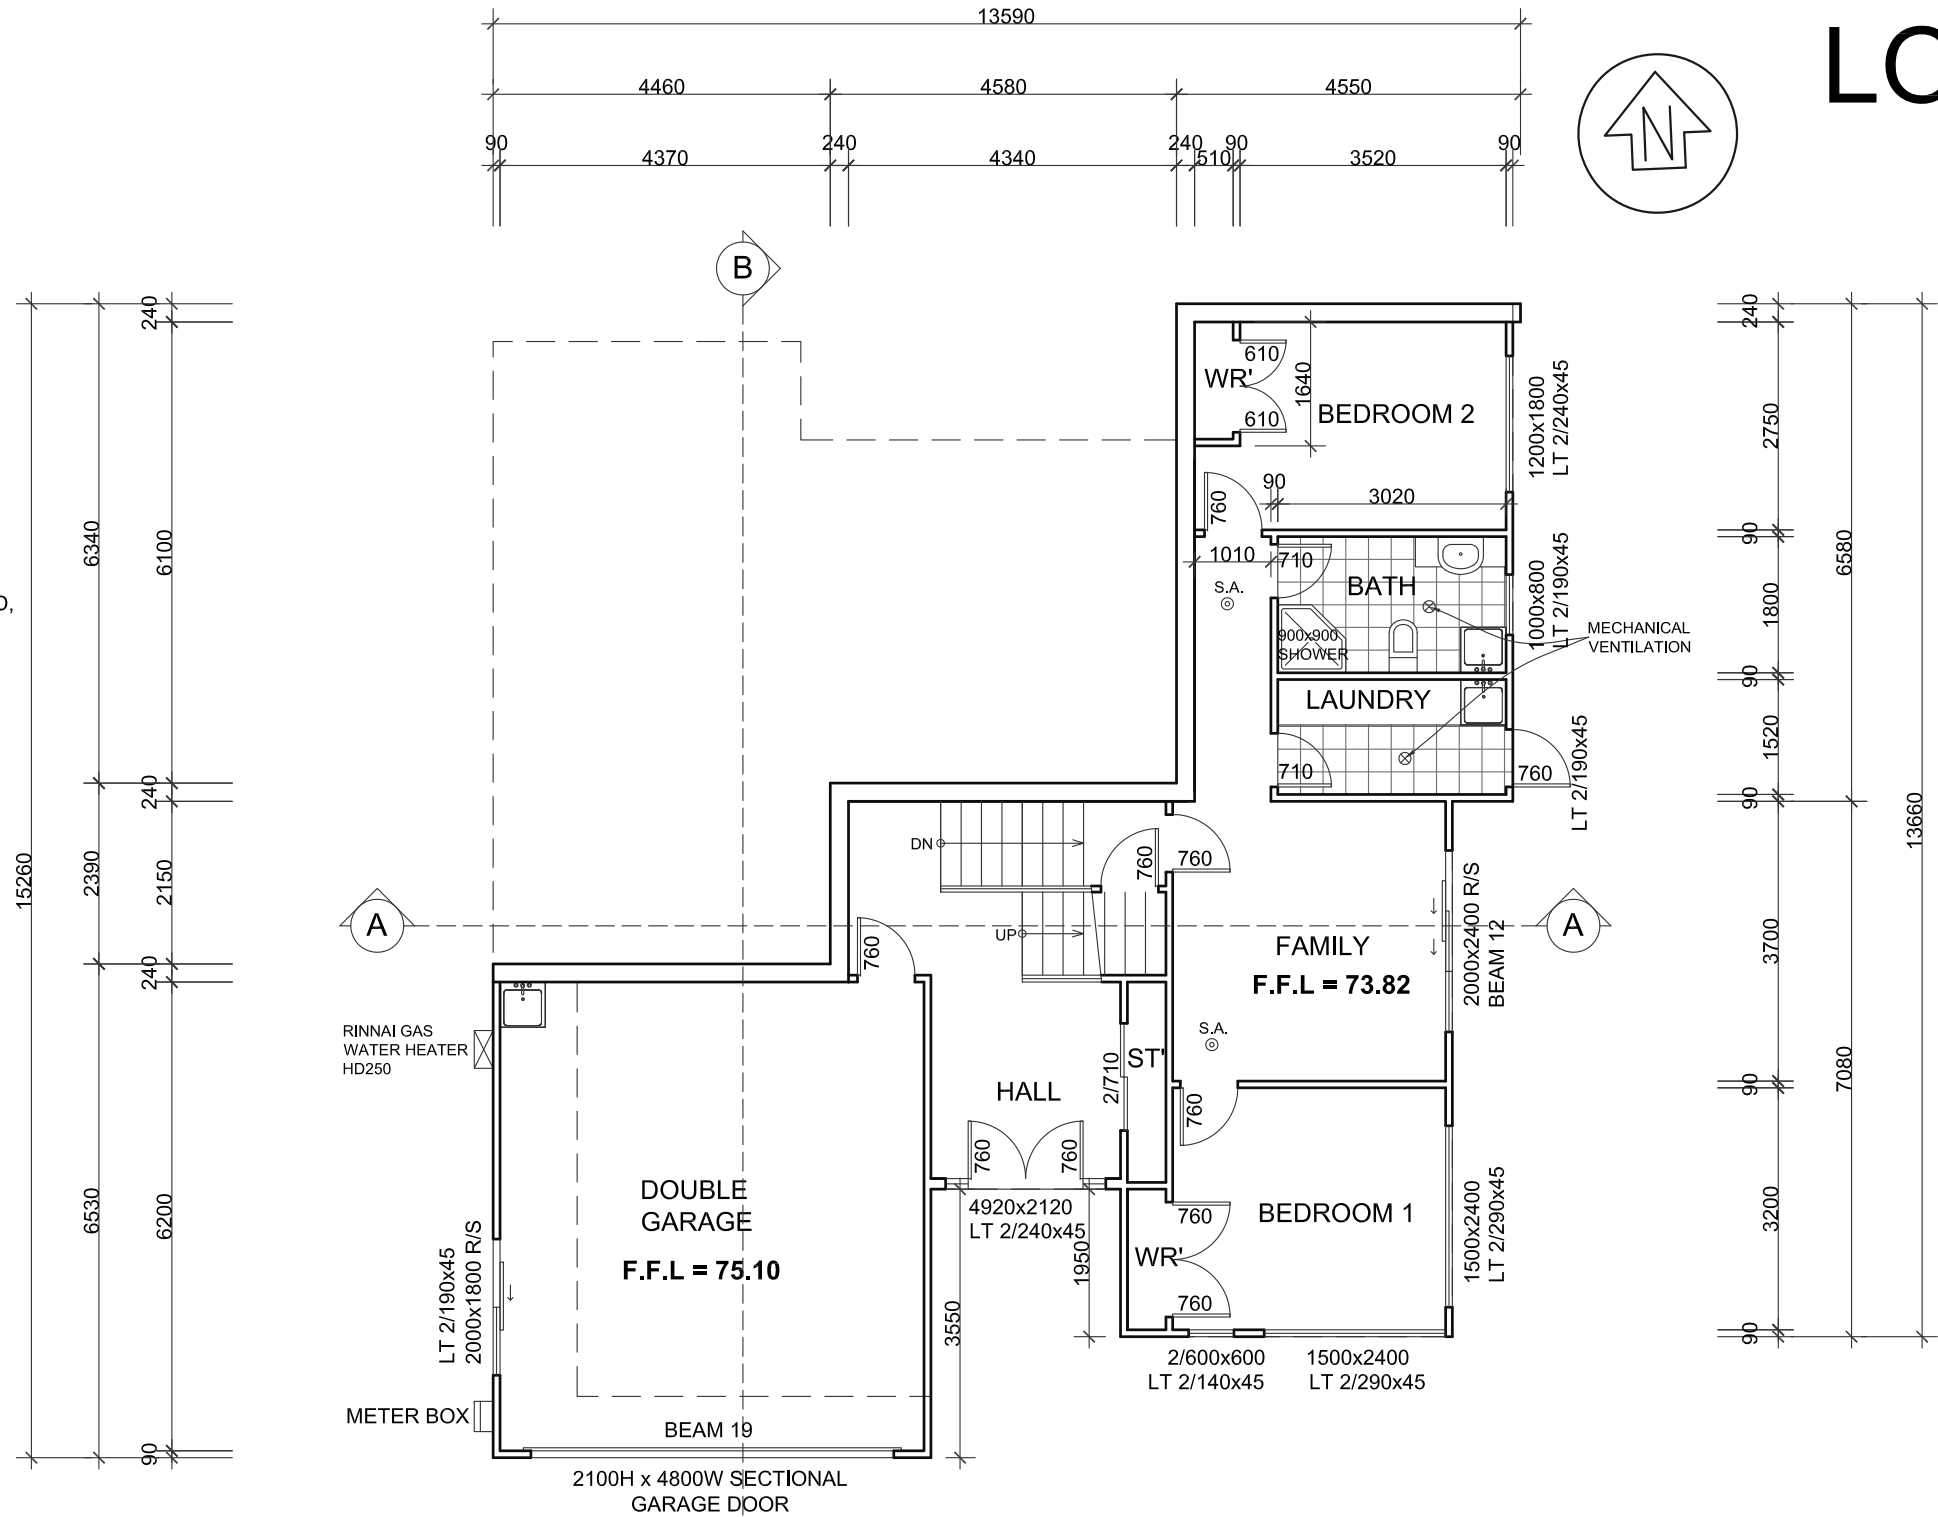 LO
13590
4460 4580 4550
90 240 240 90 90
4370 4340 510 3520
N
B
240
6340
6100
15260
240
2390
2150
240
6530
6200
90
D,
WR'
610
610
1640
BEDROOM 2
1200x1800
LT 2/240x45
760
90
3020
1010
710
S.A.
BATH
900x900
SHOWER
1000x800
LT 2/190x45
MECHANICAL
VENTILATION
LAUNDRY
710
760
LT 2/190x45
240
2750
90
1800
90
1520
90
3700
90
3200
90
6580
7080
13660
DN
760
760
UP
760
A
A
FAMILY
F.F.L = 73.82
2000x2400 R/S
BEAM 12
S.A.
RINNAI GAS
WATER HEATER
HD250
2/710
ST'
HALL
760
760
760
DOUBLE
GARAGE
F.F.L = 75.10
LT 2/190x45
2000x1800 R/S
4920x2120
LT 2/240x45
1950
3550
760
WR'
760
BEDROOM 1
1500x2400
LT 2/290x45
2/600x600
LT 2/140x45
1500x2400
LT 2/290x45
METER BOX
BEAM 19
2100H x 4800W SECTIONAL
GARAGE DOOR